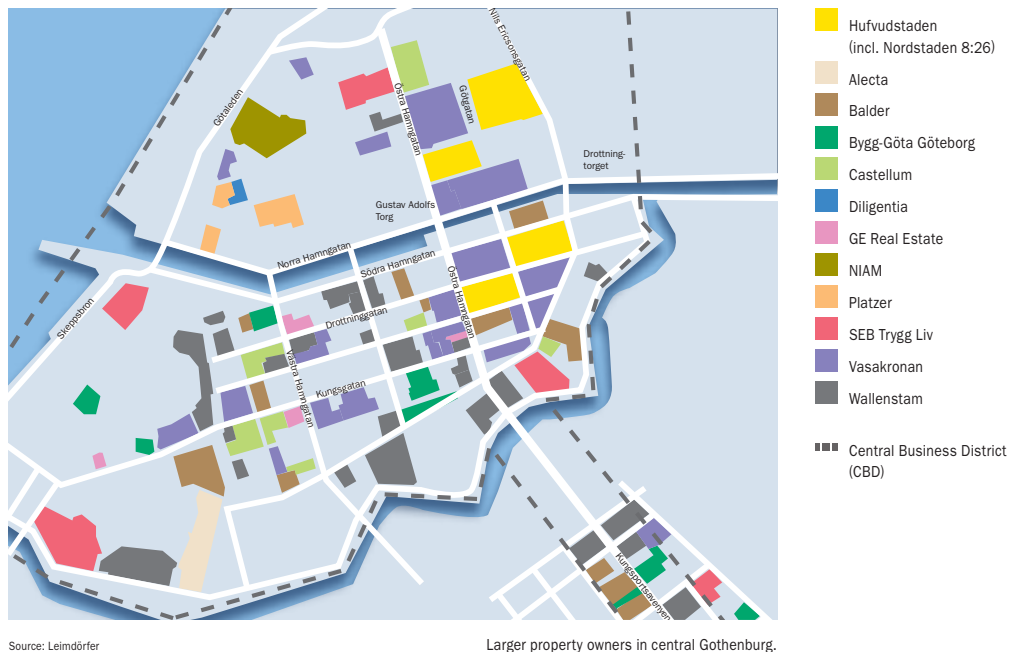 Nils Ericsonsgatan
Götaleden
Östra Hamngatan
Götgatan
Drottning-
torget
Gustav Adolfs
Torg
Norra Hamngatan
Södra Hamngatan
Östra Hamngatan
Skeppsbron
Drottninggatan
Västra Hamngatan
Kungsgatan
Kungsportsavenyen
Hufvudstaden
(incl. Nordstaden 8:26)
Alecta
Balder
Bygg-Göta Göteborg
Castellum
Diligentia
GE Real Estate
NIAM
Platzer
SEB Trygg Liv
Vasakronan
Wallenstam
Central Business District
(CBD)
Source: Leimdörfer
Larger property owners in central Gothenburg.